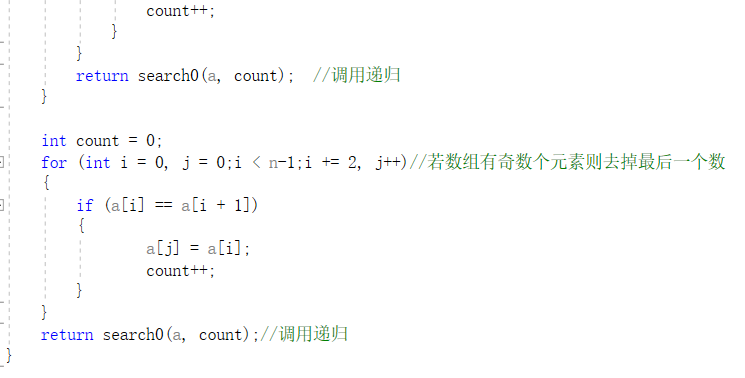 count++;
}
}
return search0(a, count);  //调用递归
}
int count = 0;
for (int i = 0, j = 0;i < n-1;i += 2, j++)//若数组有奇数个元素则去掉最后一个数
{
if (a[i] == a[i + 1])
{
a[j] = a[i];
count++;
}
}
return search0(a, count);//调用递归
}